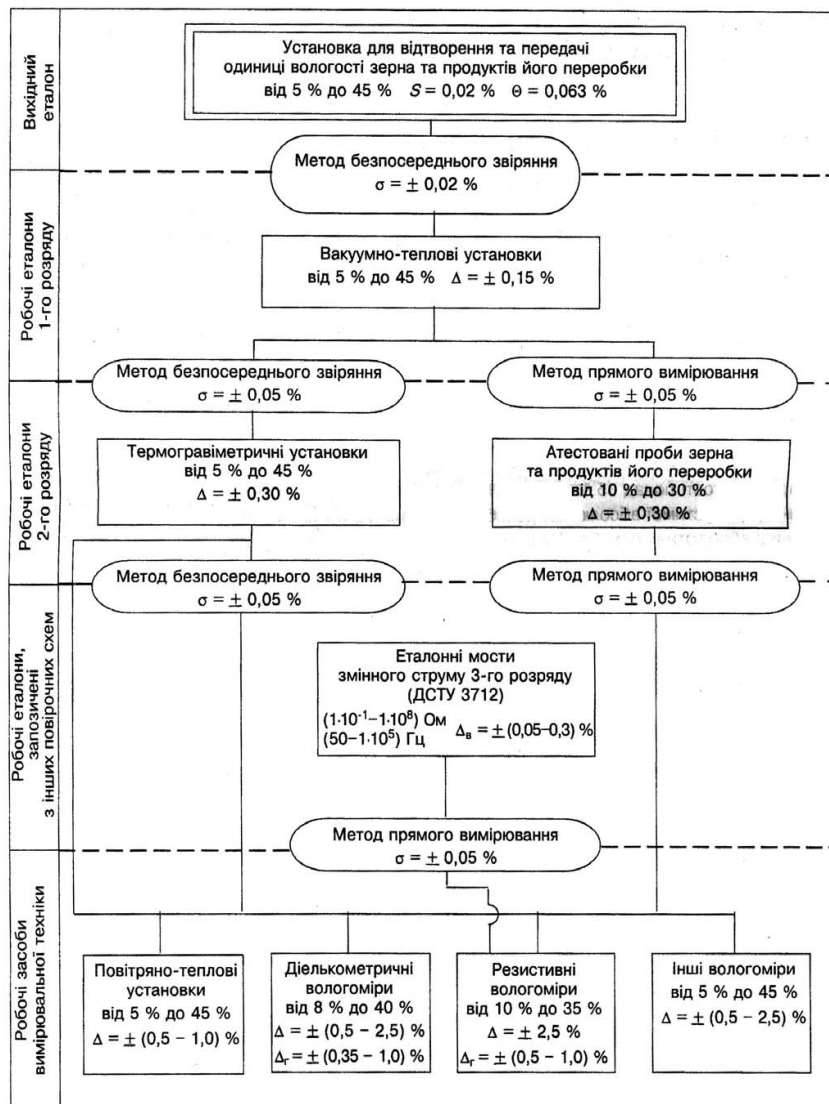 Вихідний
еталон
Установка для відтворення та передачі
одиниці вологості зерна та продуктів його переробки
від 5 % до 45 %   S = 0,02 %   Θ = 0,063 %
Метод безпосереднього звіряння
σ = ± 0,02 %
Робочі еталони
1-го розряду
Вакуумно-теплові установки
від 5 % до 45 %   Δ = ± 0,15 %
Метод безпосереднього звіряння
σ = ± 0,05 %
Метод прямого вимірювання
σ = ± 0,05 %
Робочі еталони
2-го розряду
Термогравіметричні установки
від 5 % до 45 %
Δ = ± 0,30 %
Атестовані проби зерна
та продуктів його переробки
від 10 % до 30 %
Δ = ± 0,30 %
Метод безпосереднього звіряння
σ = ± 0,05 %
Метод прямого вимірювання
σ = ± 0,05 %
Робочі еталони,
запозичені
з інших повірочних схем
Еталонні мости
змінного струму 3-го розряду
(ДСТУ 3712)
(1·10⁻¹–1·10⁸) Ом
(50–1·10⁵) Гц
Δв = ± (0,05–0,3) %
Метод прямого вимірювання
σ = ± 0,05 %
Робочі засоби
вимірювальної техніки
Повітряно-теплові
установки
від 5 % до 45 %
Δ = ± (0,5 – 1,0) %
Діелькометричні
вологоміри
від 8 % до 40 %
Δ = ± (0,5 – 2,5) %
Δг = ± (0,35 – 1,0) %
Резистивні
вологоміри
від 10 % до 35 %
Δ = ± 2,5 %
Δг = ± (0,5 – 1,0) %
Інші вологоміри
від 5 % до 45 %
Δ = ± (0,5 – 2,5) %